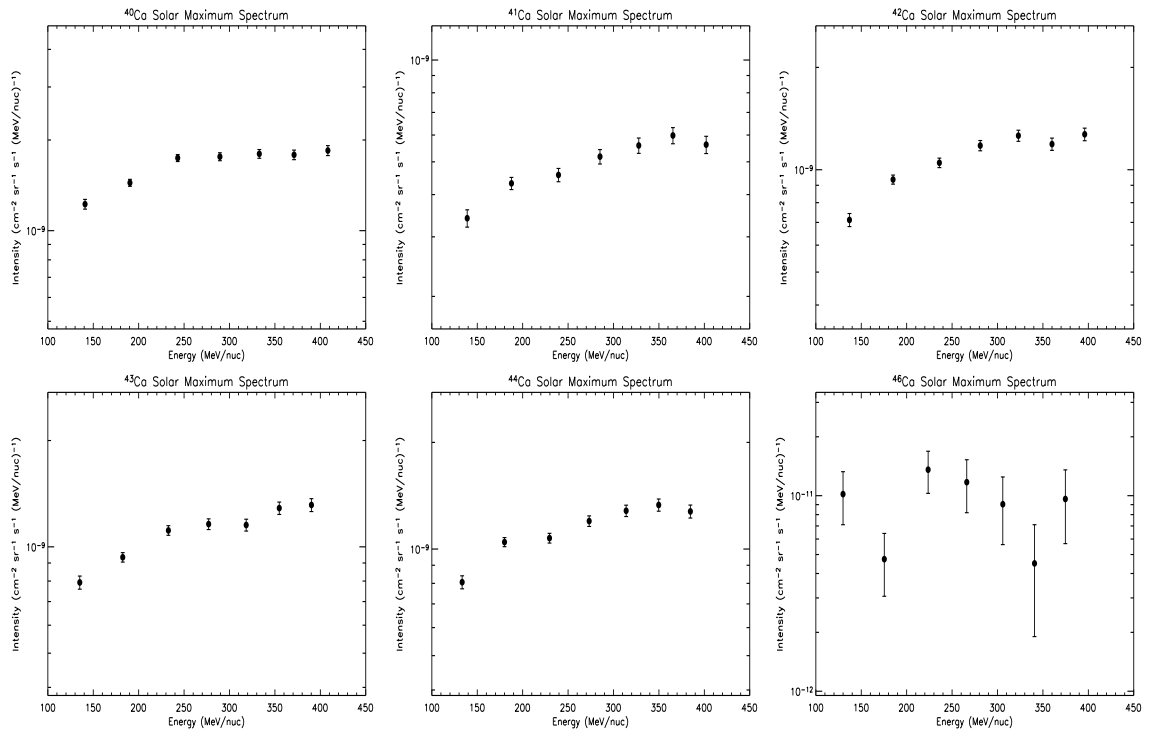 ⁴⁰Ca Solar Maximum Spectrum
Intensity (cm⁻² sr⁻¹ s⁻¹ (MeV/nuc)⁻¹)
10⁻⁹
100 150 200 250 300 350 400 450
Energy (MeV/nuc)
⁴¹Ca Solar Maximum Spectrum
Intensity (cm⁻² sr⁻¹ s⁻¹ (MeV/nuc)⁻¹)
10⁻⁹
100 150 200 250 300 350 400 450
Energy (MeV/nuc)
⁴²Ca Solar Maximum Spectrum
Intensity (cm⁻² sr⁻¹ s⁻¹ (MeV/nuc)⁻¹)
10⁻⁹
100 150 200 250 300 350 400 450
Energy (MeV/nuc)
⁴³Ca Solar Maximum Spectrum
Intensity (cm⁻² sr⁻¹ s⁻¹ (MeV/nuc)⁻¹)
10⁻⁹
100 150 200 250 300 350 400 450
Energy (MeV/nuc)
⁴⁴Ca Solar Maximum Spectrum
Intensity (cm⁻² sr⁻¹ s⁻¹ (MeV/nuc)⁻¹)
10⁻⁹
100 150 200 250 300 350 400 450
Energy (MeV/nuc)
⁴⁶Ca Solar Maximum Spectrum
Intensity (cm⁻² sr⁻¹ s⁻¹ (MeV/nuc)⁻¹)
10⁻¹¹
10⁻¹²
100 150 200 250 300 350 400 450
Energy (MeV/nuc)